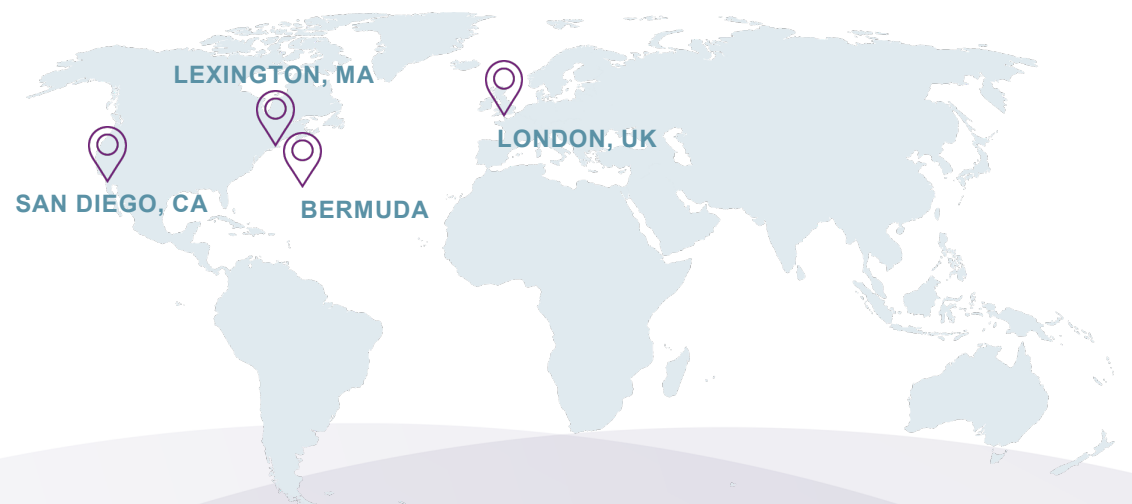 LEXINGTON, MA
LONDON, UK
SAN DIEGO, CA
BERMUDA